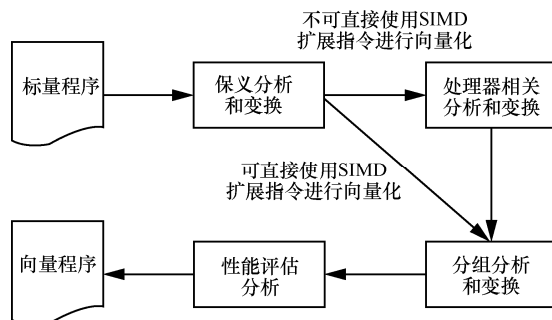 不可直接使用SIMD
扩展指令进行向量化
标量程序
保义分析
和变换
处理器相关
分析和变换
可直接使用SIMD
扩展指令进行向量化
向量程序
性能评估
分析
分组分析
和变换